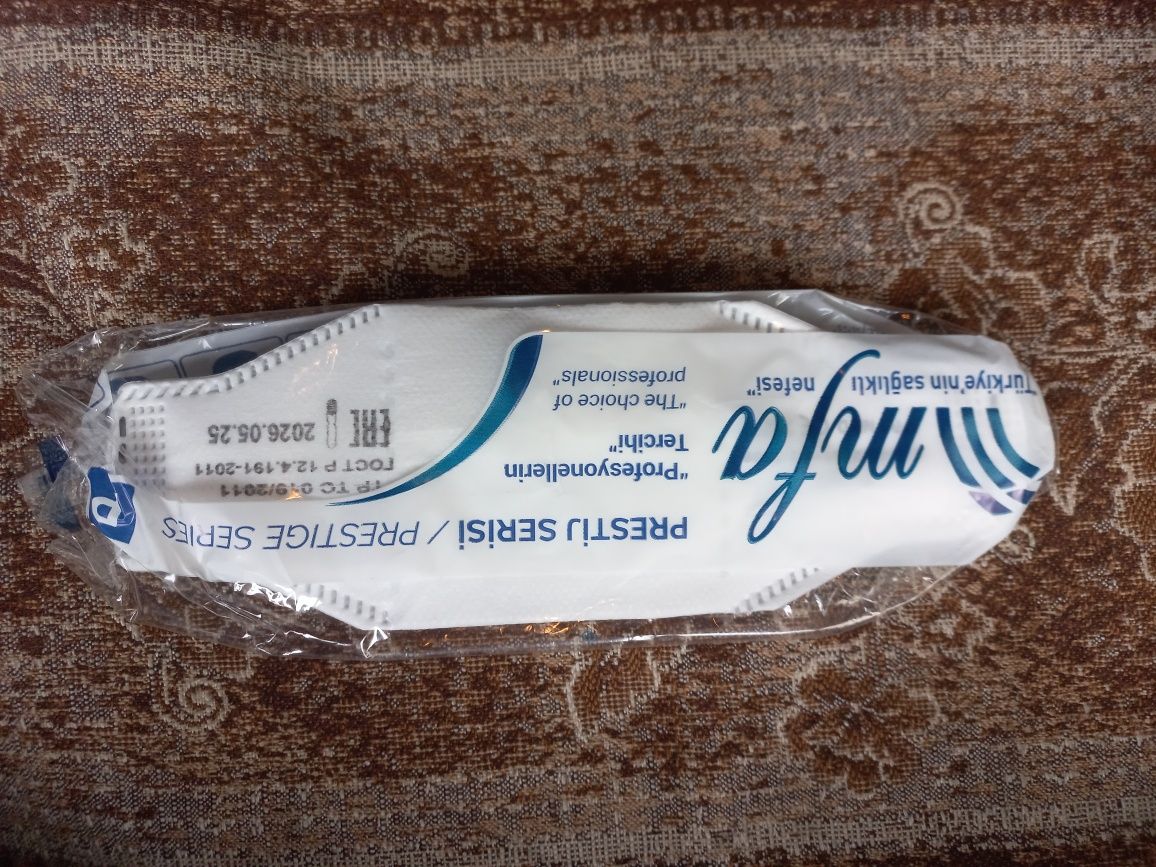 mfa
"Türkiye'nin sağlıklı
nefesi"
PRESTİJ SERİSİ / PRESTIGE SERIES
"Profesyonellerin
Tercihi"
"The choice of
professionals"
ТР ТС 019/2011
ГОСТ Р 12.4.191-2011
EAC
2026.05.25